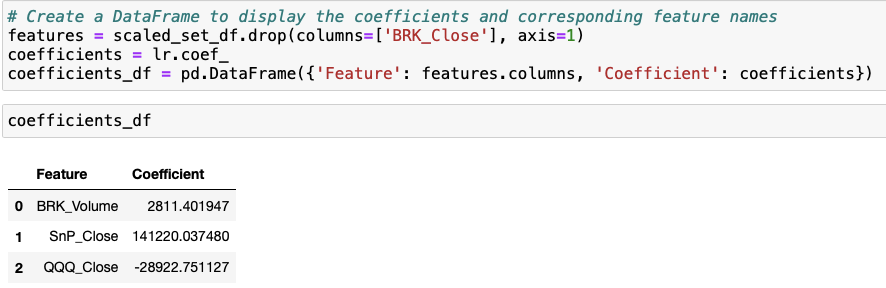 # Create a DataFrame to display the coefficients and corresponding feature names
features = scaled_set_df.drop(columns=['BRK_Close'], axis=1)
coefficients = lr.coef_
coefficients_df = pd.DataFrame({'Feature': features.columns, 'Coefficient': coefficients})
coefficients_df
Feature Coefficient
0 BRK_Volume 2811.401947
1 SnP_Close 141220.037480
2 QQQ_Close -28922.751127